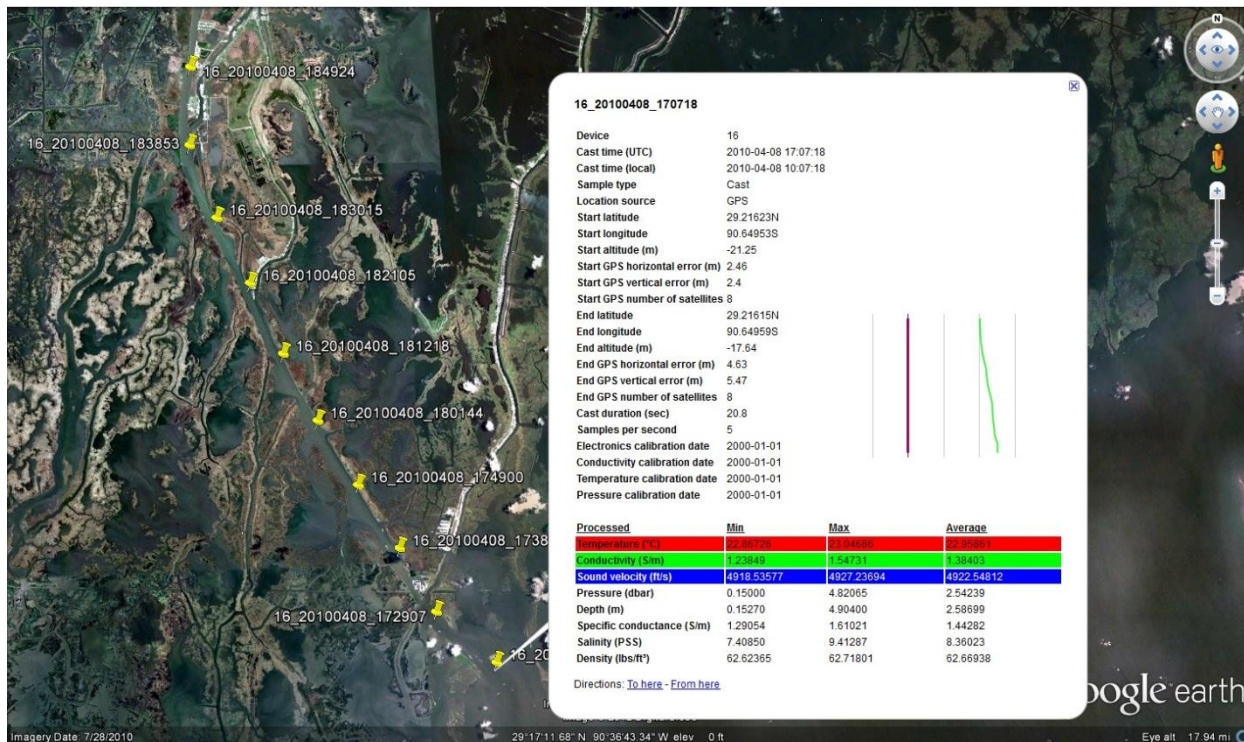 N
16_20100408_184924
16_20100408_183853
16_20100408_183015
16_20100408_182105
16_20100408_181218
16_20100408_180144
16_20100408_174900
16_20100408_1738
16_20100408_172907
16_20
16_20100408_170718
Device 16
Cast time (UTC) 2010-04-08 17:07:18
Cast time (local) 2010-04-08 10:07:18
Sample type Cast
Location source GPS
Start latitude 29.21623N
Start longitude 90.64953S
Start altitude (m) -21.25
Start GPS horizontal error (m) 2.46
Start GPS vertical error (m) 2.4
Start GPS number of satellites 8
End latitude 29.21615N
End longitude 90.64959S
End altitude (m) -17.64
End GPS horizontal error (m) 4.63
End GPS vertical error (m) 5.47
End GPS number of satellites 8
Cast duration (sec) 20.8
Samples per second 5
Electronics calibration date 2000-01-01
Conductivity calibration date 2000-01-01
Temperature calibration date 2000-01-01
Pressure calibration date 2000-01-01
Processed Min Max Average
Temperature (°C) 22.86726 23.04686 22.95861
Conductivity (S/m) 1.23849 1.54731 1.38403
Sound velocity (ft/s) 4918.53577 4927.23694 4922.54812
Pressure (dbar) 0.15000 4.82065 2.54239
Depth (m) 0.15270 4.90400 2.58699
Specific conductance (S/m) 1.29054 1.61021 1.44282
Salinity (PSS) 7.40850 9.41287 8.36023
Density (lbs/ft³) 62.62365 62.71801 62.66938
Directions: To here - From here
oogle earth
Imagery Date: 7/28/2010 29°17'11.68" N 90°36'43.34" W elev 0 ft Eye alt 17.94 mi